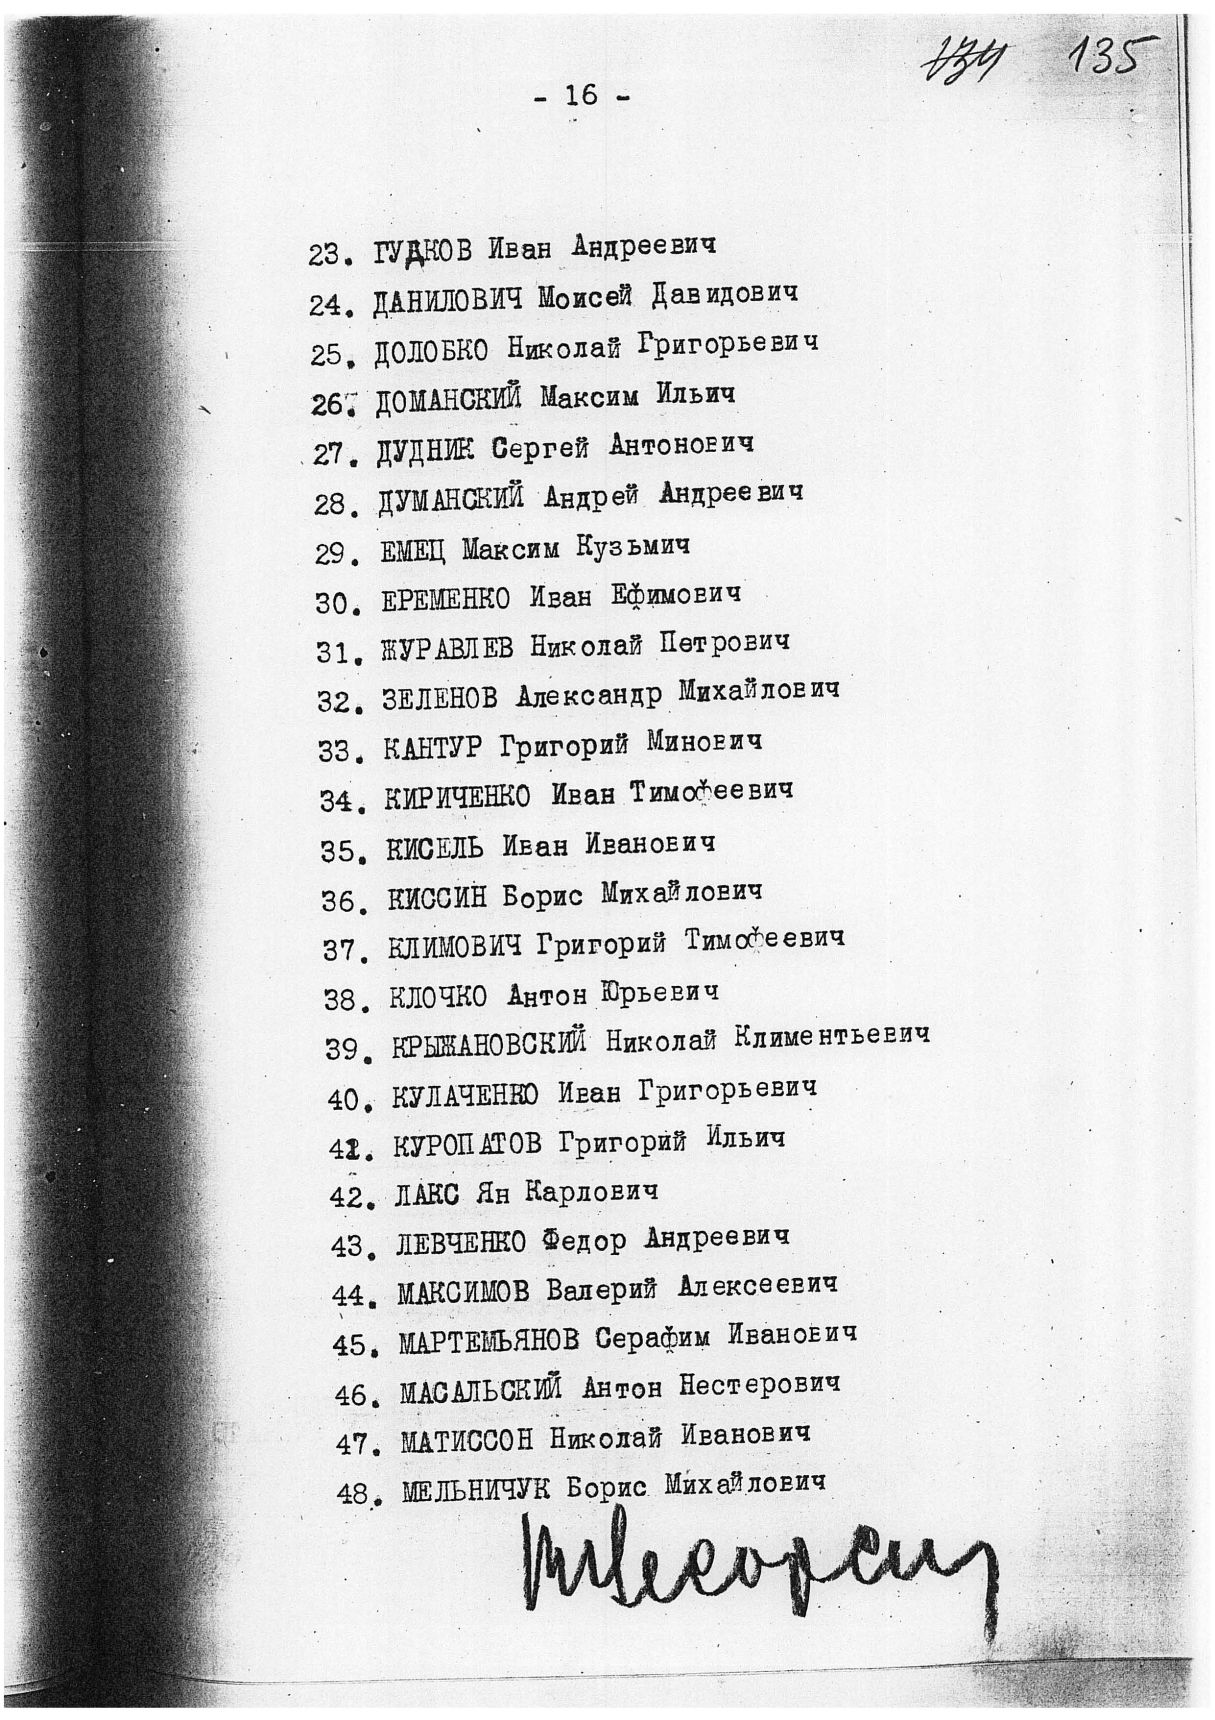 134 135
- 16 -
23. ГУДКОВ Иван Андреевич
24. ДАНИЛОВИЧ Моисей Давидович
25. ДОЛОБКО Николай Григорьевич
26. ДОМАНСКИЙ Максим Ильич
27. ДУДНИК Сергей Антонович
28. ДУМАНСКИЙ Андрей Андреевич
29. ЕМЕЦ Максим Кузьмич
30. ЕРЕМЕНКО Иван Ефимович
31. ЖУРАВЛЕВ Николай Петрович
32. ЗЕЛЕНОВ Александр Михайлович
33. КАНТУР Григорий Минович
34. КИРИЧЕНКО Иван Тимофеевич
35. КИСЕЛЬ Иван Иванович
36. КИССИН Борис Михайлович
37. КЛИМОВИЧ Григорий Тимофеевич
38. КЛОЧКО Антон Юрьевич
39. КРЫЖАНОВСКИЙ Николай Климентьевич
40. КУЛАЧЕНКО Иван Григорьевич
41. КУРОПАТОВ Григорий Ильич
42. ЛАКС Ян Карлович
43. ЛЕВЧЕНКО Федор Андреевич
44. МАКСИМОВ Валерий Алексеевич
45. МАРТЕМЬЯНОВ Серафим Иванович
46. МАСАЛЬСКИЙ Антон Нестерович
47. МАТИССОН Николай Иванович
48. МЕЛЬНИЧУК Борис Михайлович